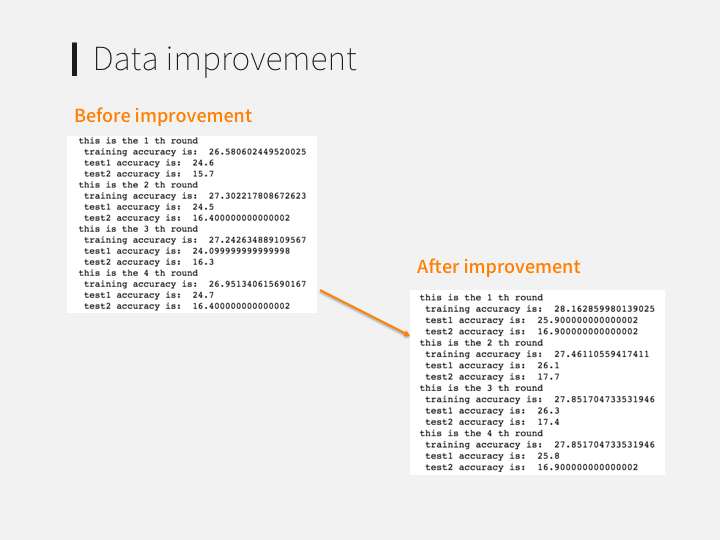 Data improvement
Before improvement
this is the 1 th round
training accuracy is: 26.580602449520025
test1 accuracy is: 24.6
test2 accuracy is: 15.7
this is the 2 th round
training accuracy is: 27.302217808672623
test1 accuracy is: 24.5
test2 accuracy is: 16.400000000000002
this is the 3 th round
training accuracy is: 27.242634889109567
test1 accuracy is: 24.099999999999998
test2 accuracy is: 16.3
this is the 4 th round
training accuracy is: 26.951340615690167
test1 accuracy is: 24.7
test2 accuracy is: 16.400000000000002
After improvement
this is the 1 th round
training accuracy is: 28.162859980139025
test1 accuracy is: 25.900000000000002
test2 accuracy is: 16.900000000000002
this is the 2 th round
training accuracy is: 27.46110559417411
test1 accuracy is: 26.1
test2 accuracy is: 17.7
this is the 3 th round
training accuracy is: 27.851704733531946
test1 accuracy is: 26.3
test2 accuracy is: 17.4
this is the 4 th round
training accuracy is: 27.851704733531946
test1 accuracy is: 25.8
test2 accuracy is: 16.900000000000002